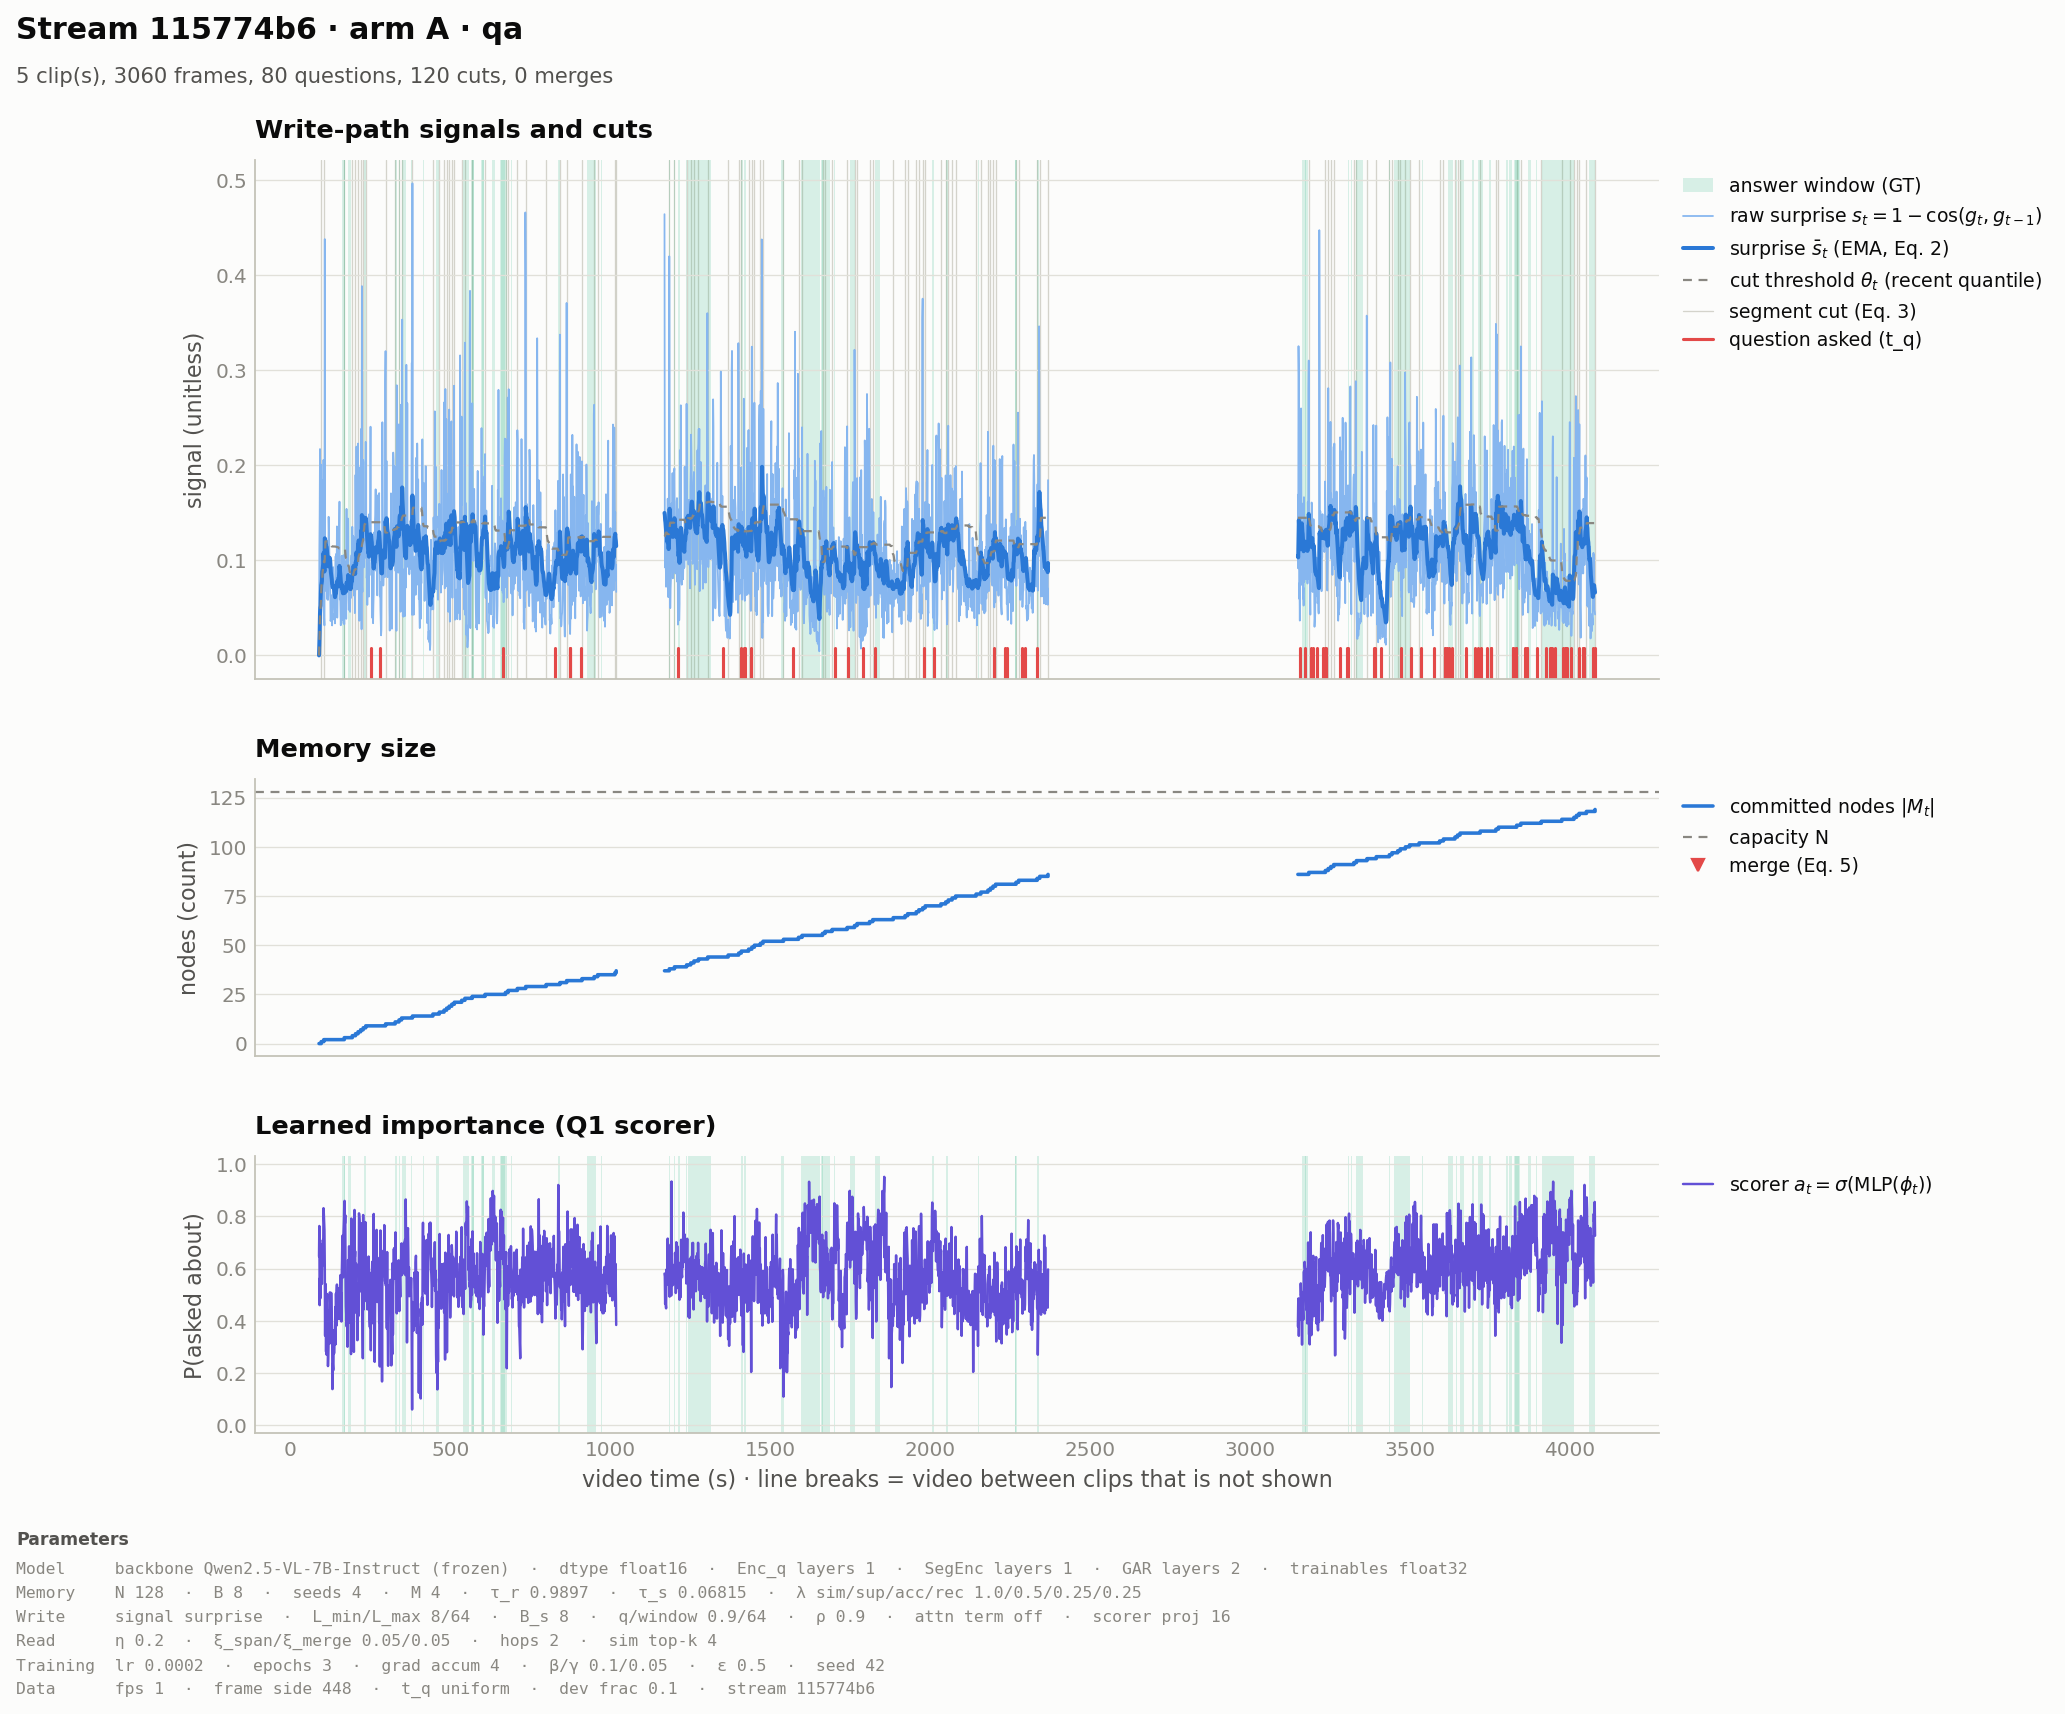 Stream 115774b6 · arm A · qa
5 clip(s), 3060 frames, 80 questions, 120 cuts, 0 merges
Write-path signals and cuts
signal (unitless)
0.5
0.4
0.3
0.2
0.1
0.0
answer window (GT)
raw surprise s_t = 1 − cos(g_t, g_{t−1})
surprise s̄_t (EMA, Eq. 2)
cut threshold θ_t (recent quantile)
segment cut (Eq. 3)
question asked (t_q)
Memory size
nodes (count)
125
100
75
50
25
0
committed nodes |M_t|
capacity N
merge (Eq. 5)
Learned importance (Q1 scorer)
P(asked about)
1.0
0.8
0.6
0.4
0.2
0.0
scorer a_t = σ(MLP(ϕ_t))
0 500 1000 1500 2000 2500 3000 3500 4000
video time (s) · line breaks = video between clips that is not shown
Parameters
Model backbone Qwen2.5-VL-7B-Instruct (frozen) · dtype float16 · Enc_q layers 1 · SegEnc layers 1 · GAR layers 2 · trainables float32
Memory N 128 · B 8 · seeds 4 · M 4 · τ_r 0.9897 · τ_s 0.06815 · λ sim/sup/acc/rec 1.0/0.5/0.25/0.25
Write signal surprise · L_min/L_max 8/64 · B_s 8 · q/window 0.9/64 · ρ 0.9 · attn term off · scorer proj 16
Read η 0.2 · ξ_span/ξ_merge 0.05/0.05 · hops 2 · sim top-k 4
Training lr 0.0002 · epochs 3 · grad accum 4 · β/γ 0.1/0.05 · ε 0.5 · seed 42
Data fps 1 · frame side 448 · t_q uniform · dev frac 0.1 · stream 115774b6